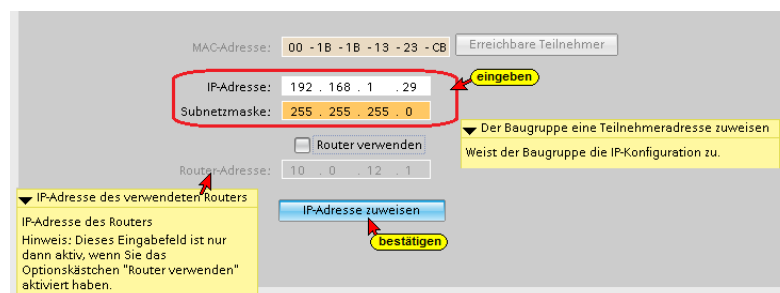 MAC-Adresse: 00 -1B -1B -13 -23 -CB Erreichbare Teilnehmer
eingeben
IP-Adresse: 192 . 168 . 1 . 29
Subnetzmaske: 255 . 255 . 255 . 0
Der Baugruppe eine Teilnehmeradresse zuweisen
Weist der Baugruppe die IP-Konfiguration zu.
Router verwenden
Router-Adresse: 10 . 0 . 12 . 1
IP-Adresse des verwendeten Routers
IP-Adresse des Routers
Hinweis: Dieses Eingabefeld ist nur
dann aktiv, wenn Sie das
Optionskästchen "Router verwenden"
aktiviert haben.
IP-Adresse zuweisen
bestätigen